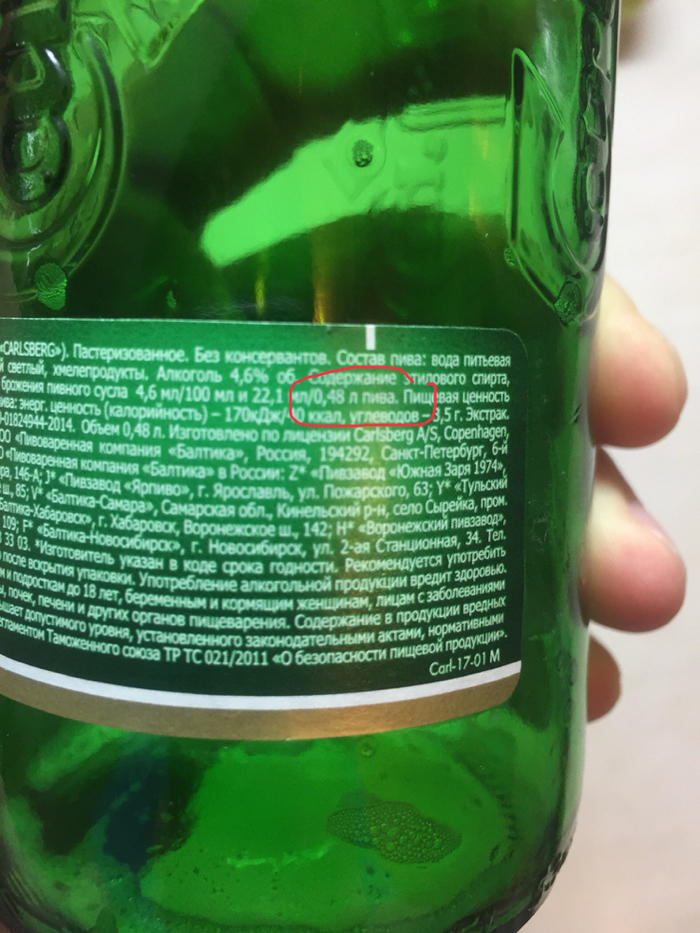 «CARLSBERG»). Пастеризованное. Без консервантов. Состав пива: вода питьевая
й светлый, хмелепродукты. Алкоголь 4,6% об. Содержание этилового спирта,
брожения пивного сусла 4,6 мл/100 мл и 22,1 мл/0,48 л пива. Пищевая ценность
ива: энерг. ценность (калорийность) – 170кДж/ 0 ккал, углеводов – 3,5 г. Экстрак.
-01824944-2014. Объем 0,48 л. Изготовлено по лицензии Carlsberg A/S, Copenhagen,
ОО «Пивоваренная компания «Балтика», Россия, 194292, Санкт-Петербург, 6-й
О «Пивоваренная компания «Балтика» в России: Z* «Пивзавод «Южная Заря 1974»,
ра, 146-А; J* «Пивзавод «Ярпиво», г. Ярославль, ул. Пожарского, 63; Y* «Тульский
ш., 85; V* «Балтика-Самара», Самарская обл., Кинельский р-н, село Сырейка, пром.
Балтика-Хабаровск», г. Хабаровск, Воронежское ш., 142; H* «Воронежский пивзавод»,
109; F* «Балтика-Новосибирск», г. Новосибирск, ул. 2-ая Станционная, 34. Тел.
3 33 03. *Изготовитель указан в коде срока годности. Рекомендуется употребить
после вскрытия упаковки. Употребление алкогольной продукции вредит здоровью.
м и подросткам до 18 лет, беременным и кормящим женщинам, лицам с заболеваниями
ы, почек, печени и других органов пищеварения. Содержание в продукции вредных
ышает допустимого уровня, установленного законодательными актами, нормативными
егламентом Таможенного союза ТР ТС 021/2011 «О безопасности пищевой продукции».
Carl-17-01 M